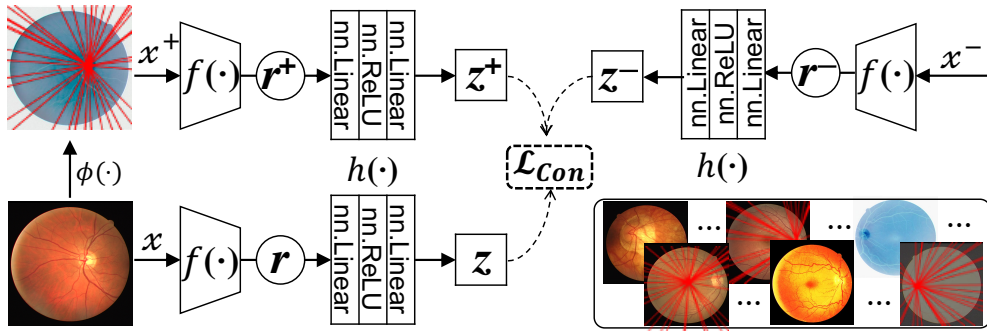 x⁺
f(·)
r⁺
nn.Linear
nn.ReLU
nn.Linear
z⁺
z⁻
nn.Linear
nn.ReLU
nn.Linear
r⁻
f(·)
x⁻
ϕ(·)
h(·)
ℒ_Con
h(·)
x
f(·)
r
nn.Linear
nn.ReLU
nn.Linear
z
... ... ...
... ...